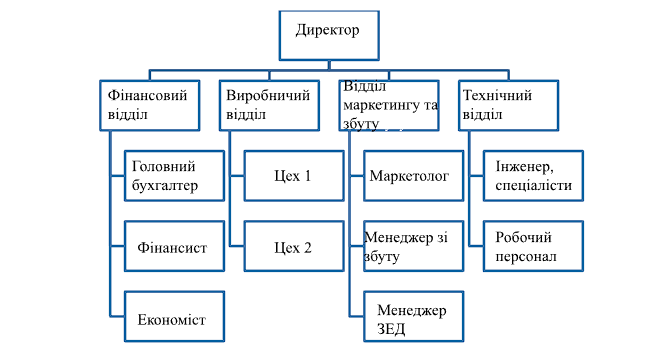 Директор
Фінансовий
відділ
Виробничий
відділ
Відділ
маркетингу та
збуту
Технічний
відділ
Головний
бухгалтер
Цех 1
Маркетолог
Інженер,
спеціалісти
Фінансист
Цех 2
Менеджер зі
збуту
Робочий
персонал
Економіст
Менеджер
ЗЕД